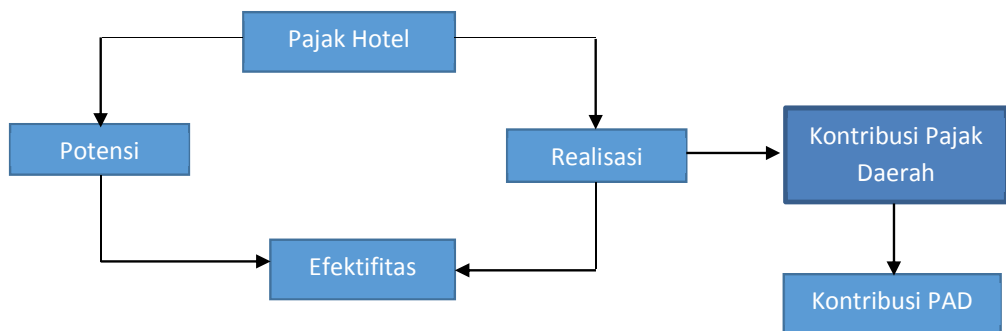 Pajak Hotel
Potensi
Realisasi
Kontribusi Pajak
Daerah
Efektifitas
Kontribusi PAD